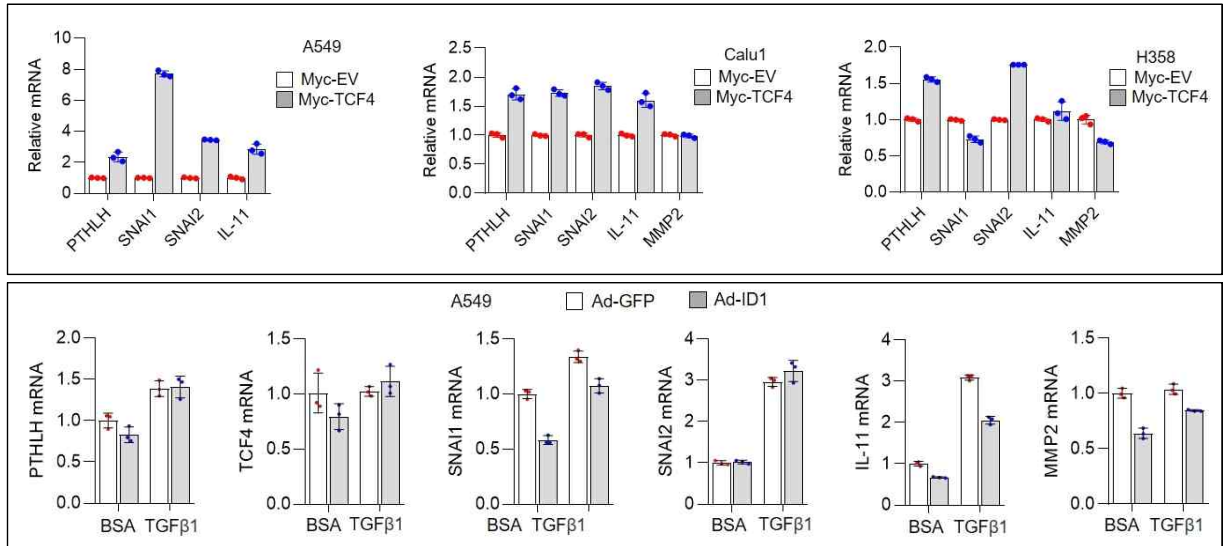 A549
Myc-EV
Myc-TCF4
Relative mRNA
10
8
6
4
2
0
PTHLH
SNAI1
SNAI2
IL-11
Calu1
Myc-EV
Myc-TCF4
Relative mRNA
2.5
2.0
1.5
1.0
0.5
0.0
PTHLH
SNAI1
SNAI2
IL-11
MMP2
H358
Myc-EV
Myc-TCF4
Relative mRNA
2.0
1.5
1.0
0.5
0.0
PTHLH
SNAI1
SNAI2
IL-11
MMP2
A549
Ad-GFP
Ad-ID1
PTHLH mRNA
2.0
1.5
1.0
0.5
0.0
BSA TGFβ1
TCF4 mRNA
1.5
1.0
0.5
0.0
BSA TGFβ1
SNAI1 mRNA
1.5
1.0
0.5
0.0
BSA TGFβ1
SNAI2 mRNA
4
3
2
1
0
BSA TGFβ1
IL-11 mRNA
4
3
2
1
0
BSA TGFβ1
MMP2 mRNA
1.5
1.0
0.5
0.0
BSA TGFβ1